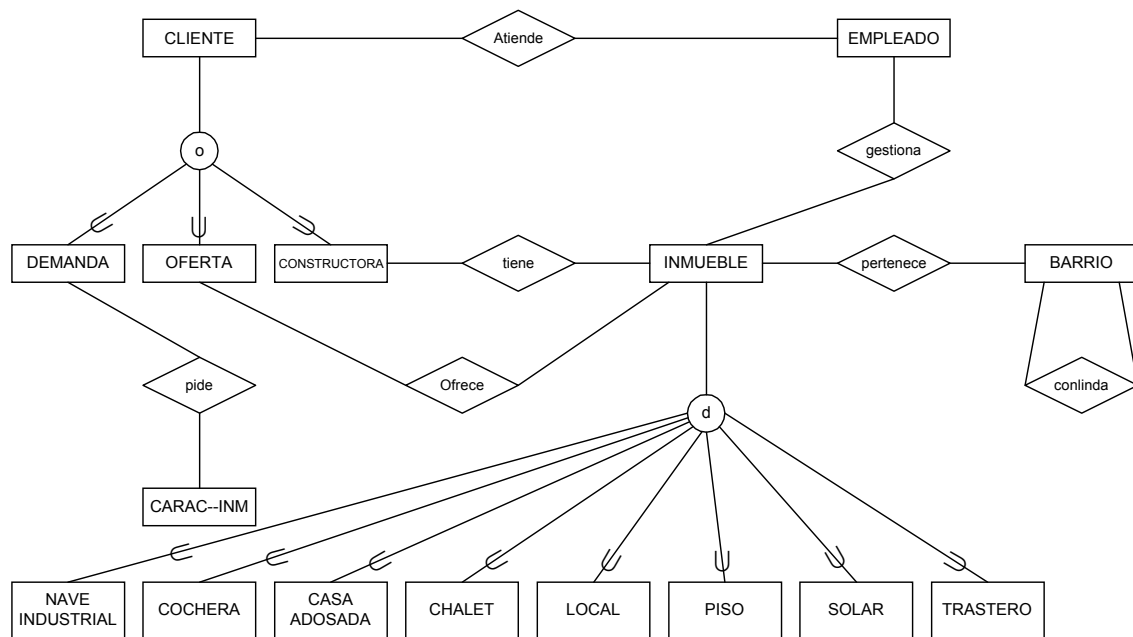 CLIENTE
Atiende
EMPLEADO
o
gestiona
DEMANDA
OFERTA
CONSTRUCTORA
tiene
INMUEBLE
pertenece
BARRIO
pide
Ofrece
conlinda
d
CARAC--INM
NAVE
INDUSTRIAL
COCHERA
CASA
ADOSADA
CHALET
LOCAL
PISO
SOLAR
TRASTERO